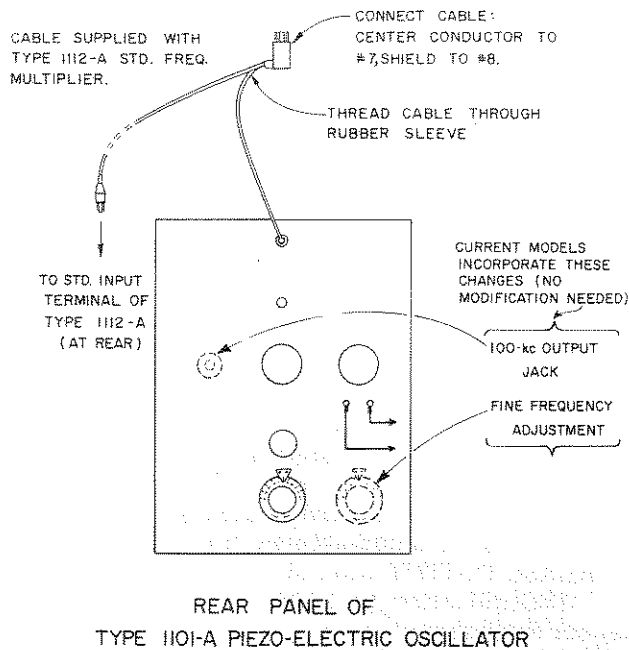 CABLE SUPPLIED WITH
TYPE 1112-A STD. FREQ.
MULTIPLIER.
CONNECT CABLE:
CENTER CONDUCTOR TO
#7, SHIELD TO #8.
THREAD CABLE THROUGH
RUBBER SLEEVE
TO STD. INPUT
TERMINAL OF
TYPE 1112-A
(AT REAR)
CURRENT MODELS
INCORPORATE THESE
CHANGES (NO
MODIFICATION NEEDED)
100-kc OUTPUT
JACK
FINE FREQUENCY
ADJUSTMENT
REAR PANEL OF
TYPE 1101-A PIEZO-ELECTRIC OSCILLATOR